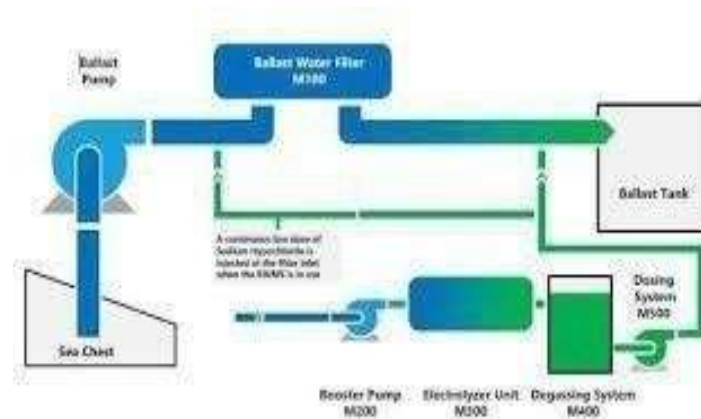 Ballast
Pump
Ballast Water Filter
M100
Ballast Tank
A continuous low dose of
Sodium Hypochlorite is
injected at the filter inlet
when the BWMS is in use
Sea Chest
Dosing
System
M500
Booster Pump
M200
Electrolyzer Unit
M300
Degassing System
M400